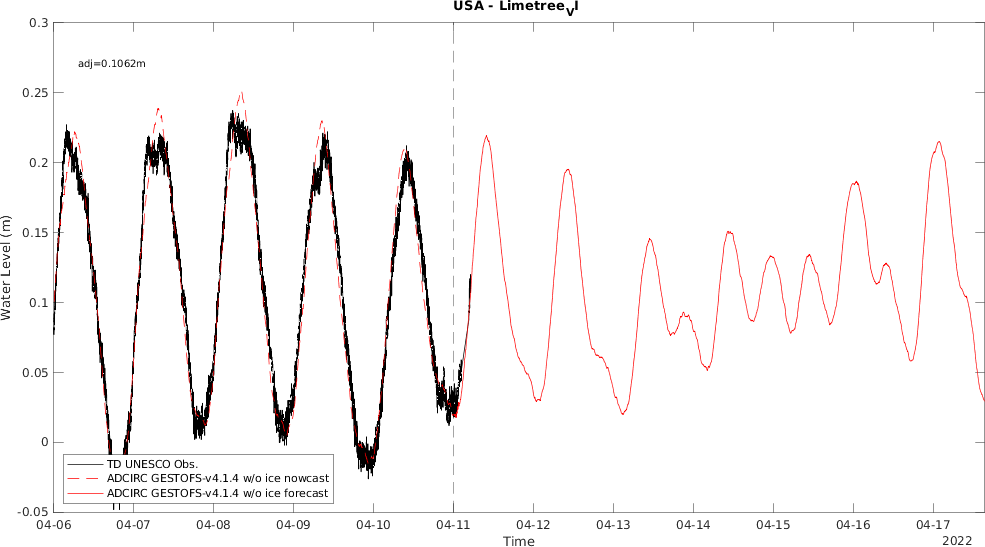 USA - Limetree_VI
adj=0.1062m
0.3
0.25
0.2
0.15
0.1
0.05
0
-0.05
Water Level (m)
TD UNESCO Obs.
ADCIRC GESTOFS-v4.1.4 w/o ice nowcast
ADCIRC GESTOFS-v4.1.4 w/o ice forecast
04-06 04-07 04-08 04-09 04-10 04-11 04-12 04-13 04-14 04-15 04-16 04-17
Time
2022